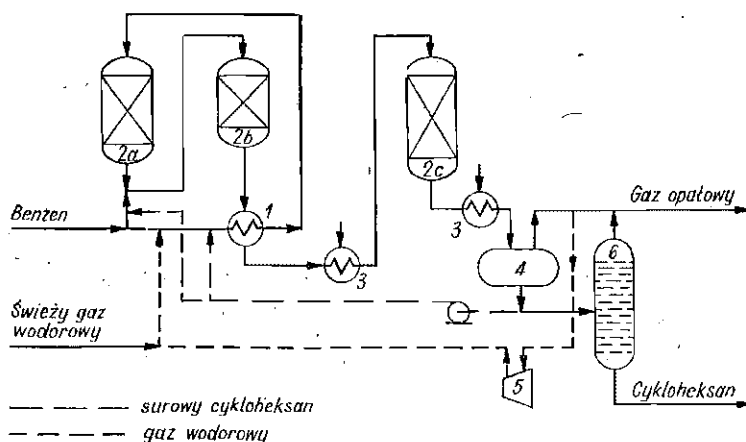 2a
2b
2c
Benzen
1
3
3
Gaz opałowy
4
6
Świeży gaz
wodorowy
5
Cykloheksan
surowy cykloheksan
gaz wodorowy